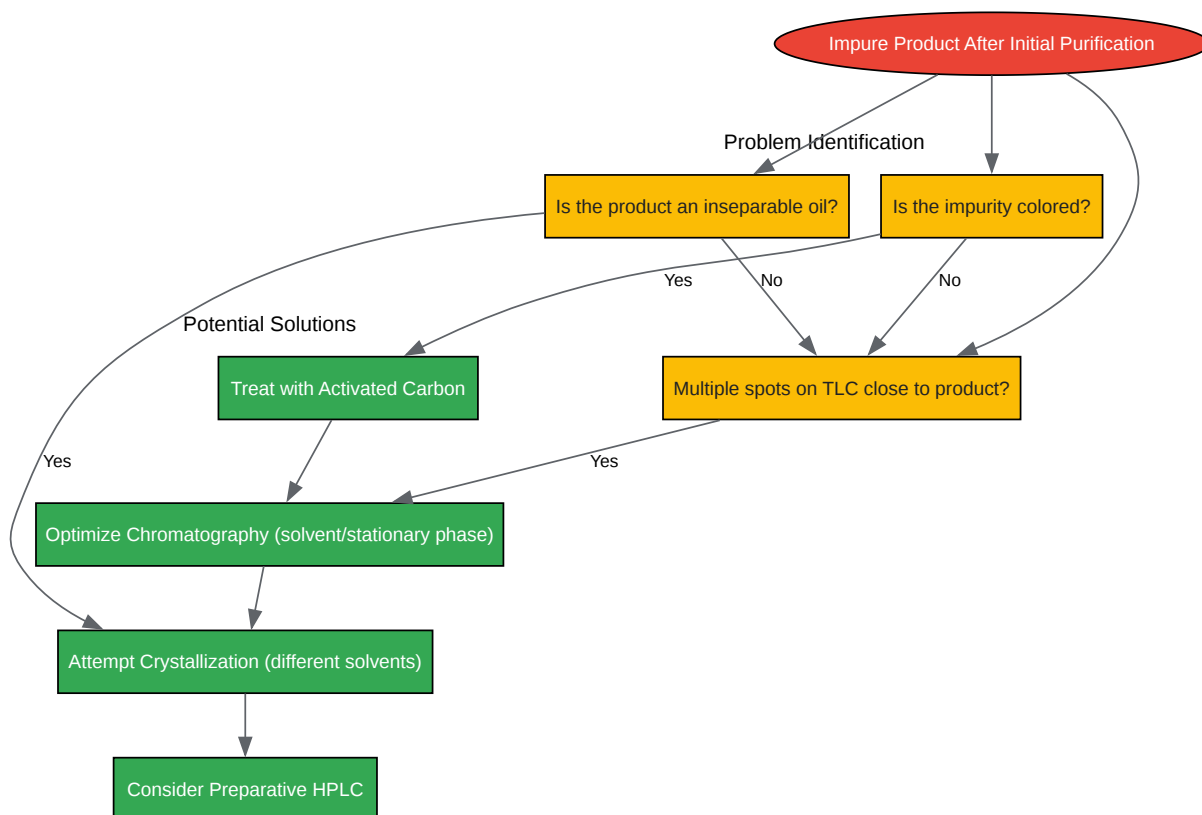 Impure Product After Initial Purification
Problem Identification
Is the product an inseparable oil?
Is the impurity colored?
Yes
No
No
Potential Solutions
Treat with Activated Carbon
Multiple spots on TLC close to product?
Yes
Yes
Optimize Chromatography (solvent/stationary phase)
Attempt Crystallization (different solvents)
Consider Preparative HPLC